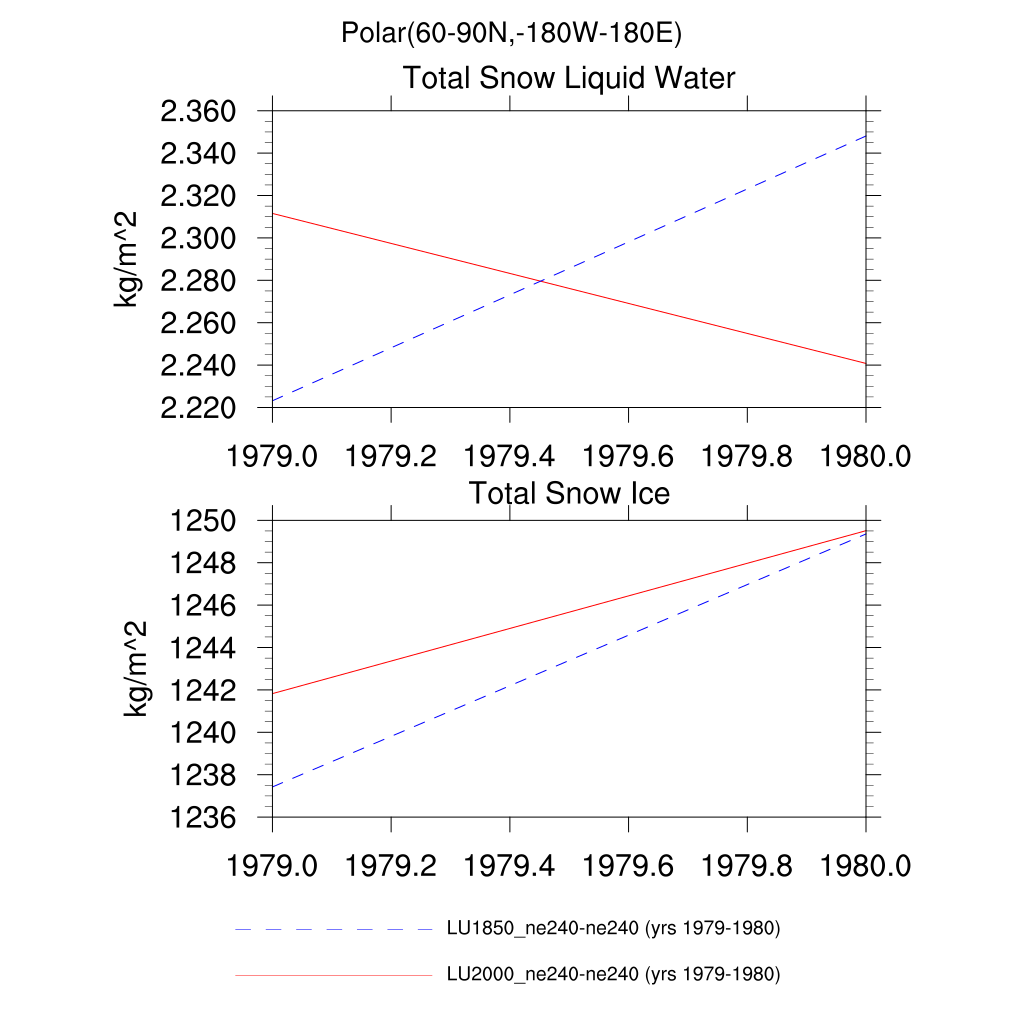 Polar(60-90N,-180W-180E)
Total Snow Liquid Water
2.360
2.340
2.320
2.300
2.280
2.260
2.240
2.220
kg/m^2
1979.0 1979.2 1979.4 1979.6 1979.8 1980.0
Total Snow Ice
1250
1248
1246
1244
1242
1240
1238
1236
kg/m^2
1979.0 1979.2 1979.4 1979.6 1979.8 1980.0
LU1850_ne240-ne240 (yrs 1979-1980)
LU2000_ne240-ne240 (yrs 1979-1980)